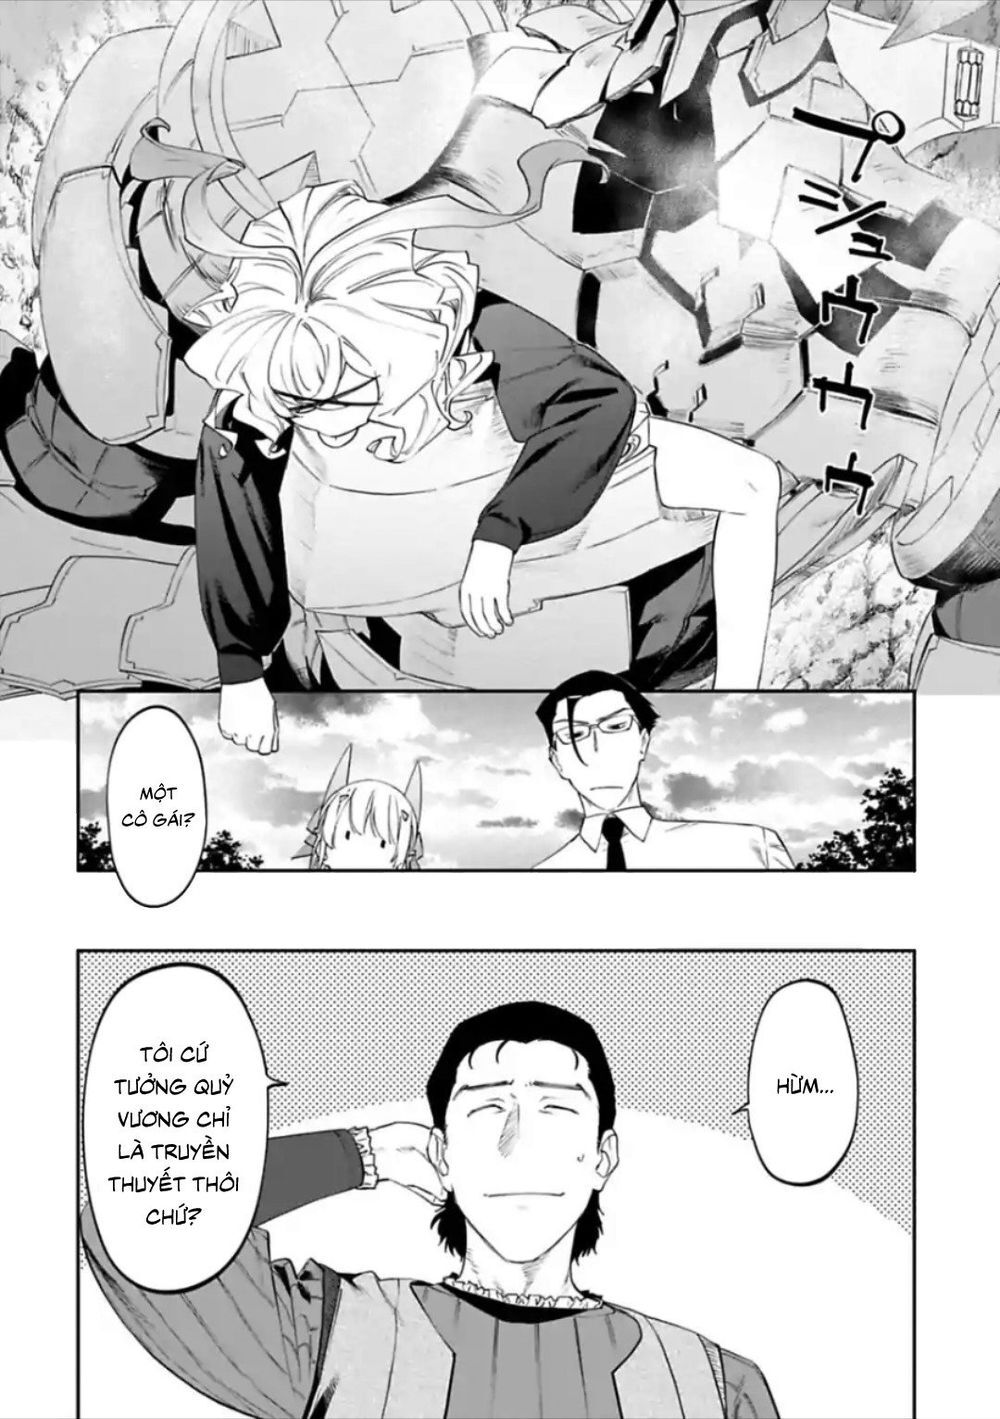 プシュウウウウ
MỘT
CÔ GÁI?
HỪM...
TÔI CỨ
TƯỞNG QUỶ
VƯƠNG CHỈ
LÀ TRUYỀN
THUYẾT THÔI
CHỨ?